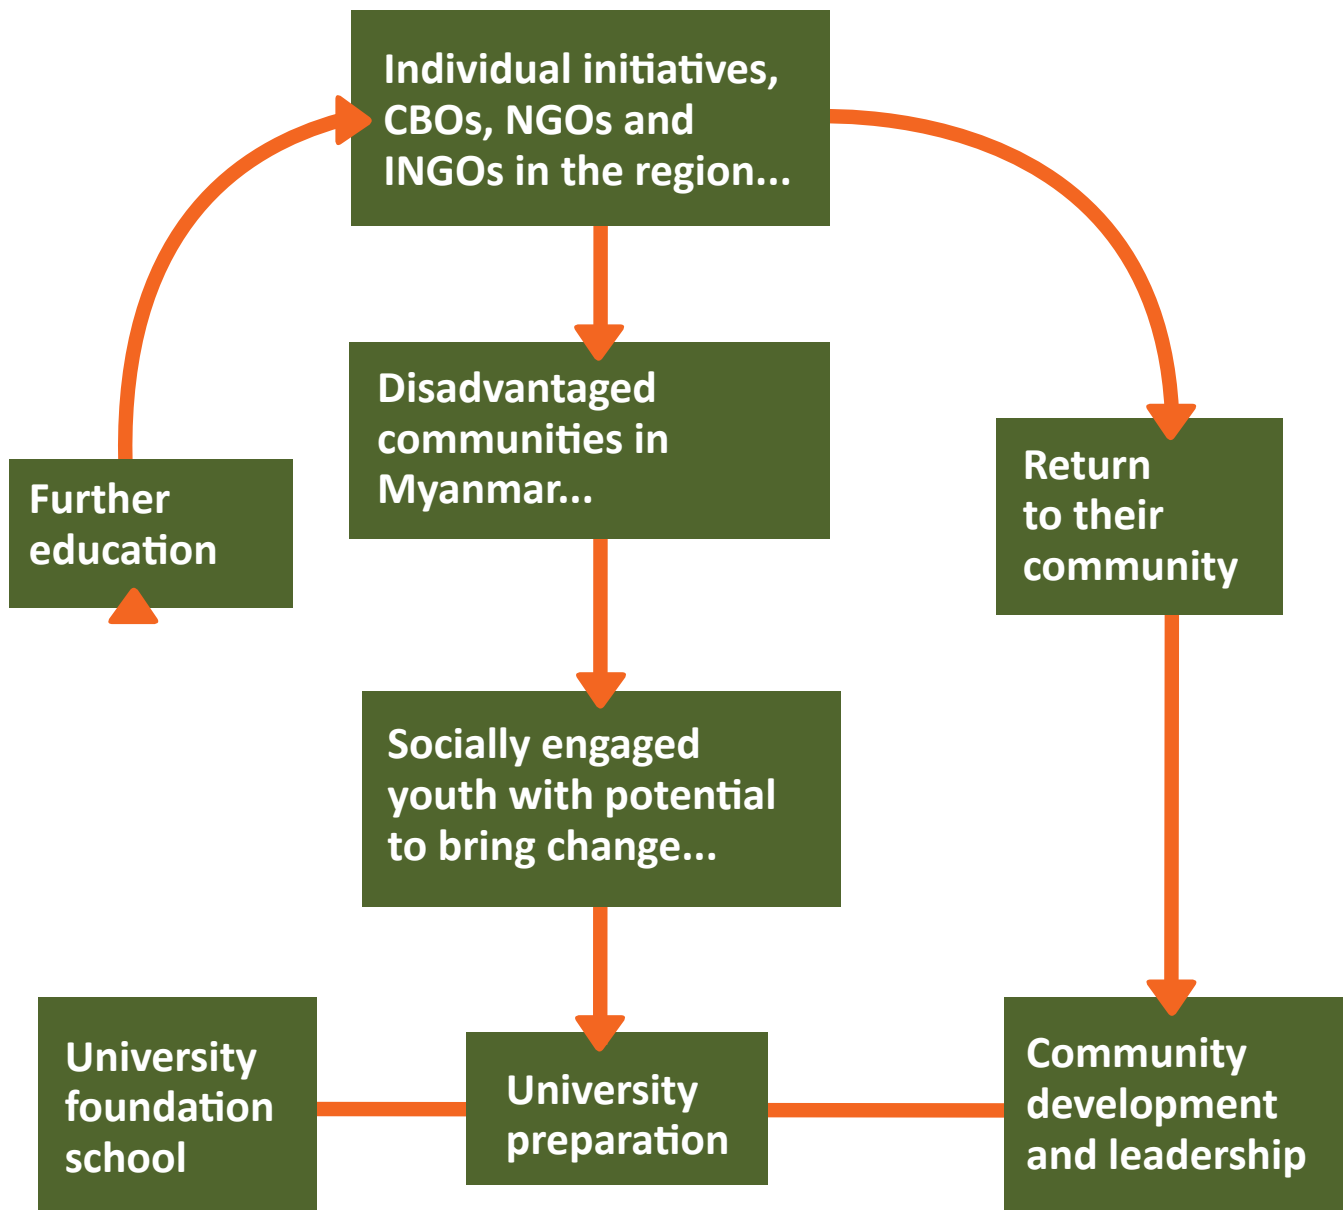 Individual initiatives,
CBOs, NGOs and
INGOs in the region...
Disadvantaged
communities in
Myanmar...
Further
education
Return
to their
community
Socially engaged
youth with potential
to bring change...
University
foundation
school
University
preparation
Community
development
and leadership